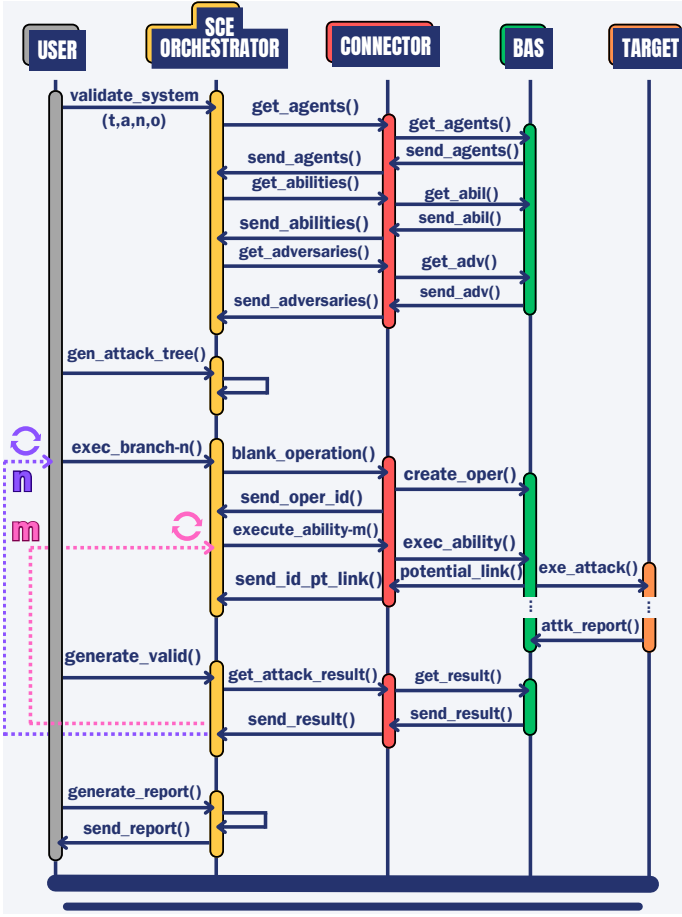 USER
SCE
ORCHESTRATOR
CONNECTOR
BAS
TARGET
validate_system
(t,a,n,o)
get_agents()
get_agents()
send_agents()
send_agents()
get_abilities()
get_abil()
send_abilities()
send_abil()
get_adversaries()
get_adv()
send_adversaries()
send_adv()
gen_attack_tree()
exec_branch-n()
n
m
blank_operation()
create_oper()
send_oper_id()
execute_ability-m()
exec_ability()
potential_link()
exe_attack()
send_id_pt_link()
attk_report()
generate_valid()
get_attack_result()
get_result()
send_result()
send_result()
generate_report()
send_report()